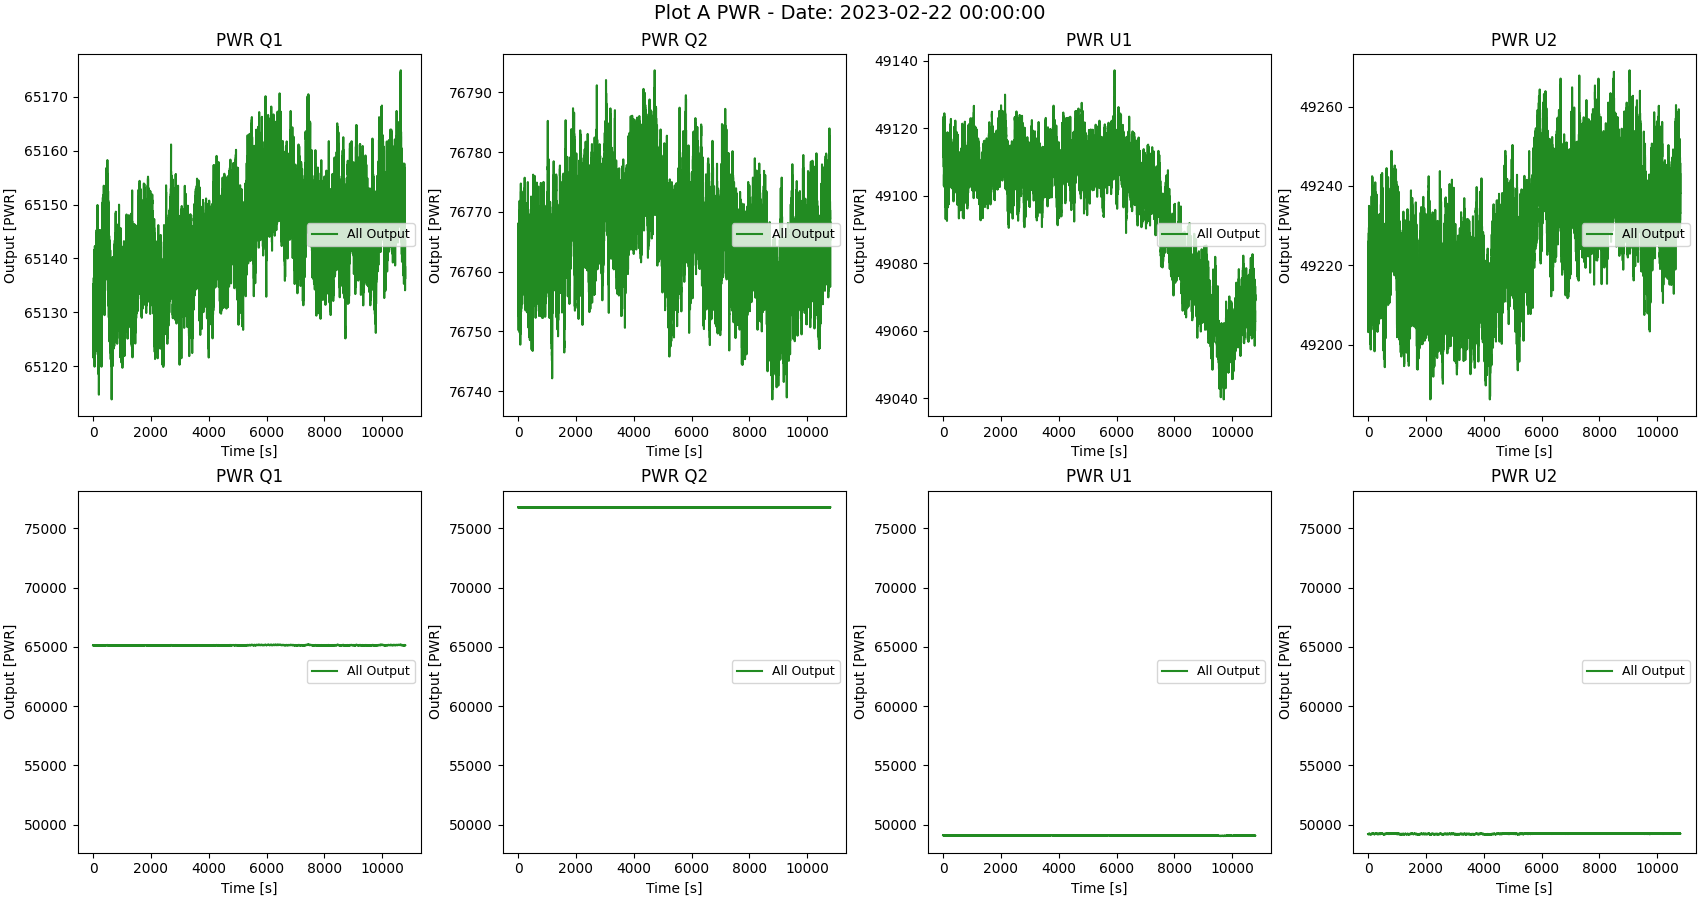 Plot A PWR - Date: 2023-02-22 00:00:00
PWR Q1
Output [PWR]
65170
65160
65150
65140
65130
65120
0 2000 4000 6000 8000 10000
Time [s]
All Output
PWR Q2
Output [PWR]
76790
76780
76770
76760
76750
76740
0 2000 4000 6000 8000 10000
Time [s]
All Output
PWR U1
Output [PWR]
49140
49120
49100
49080
49060
49040
0 2000 4000 6000 8000 10000
Time [s]
All Output
PWR U2
Output [PWR]
49260
49240
49220
49200
0 2000 4000 6000 8000 10000
Time [s]
All Output
PWR Q1
Output [PWR]
75000
70000
65000
60000
55000
50000
0 2000 4000 6000 8000 10000
Time [s]
All Output
PWR Q2
Output [PWR]
75000
70000
65000
60000
55000
50000
0 2000 4000 6000 8000 10000
Time [s]
All Output
PWR U1
Output [PWR]
75000
70000
65000
60000
55000
50000
0 2000 4000 6000 8000 10000
Time [s]
All Output
PWR U2
Output [PWR]
75000
70000
65000
60000
55000
50000
0 2000 4000 6000 8000 10000
Time [s]
All Output